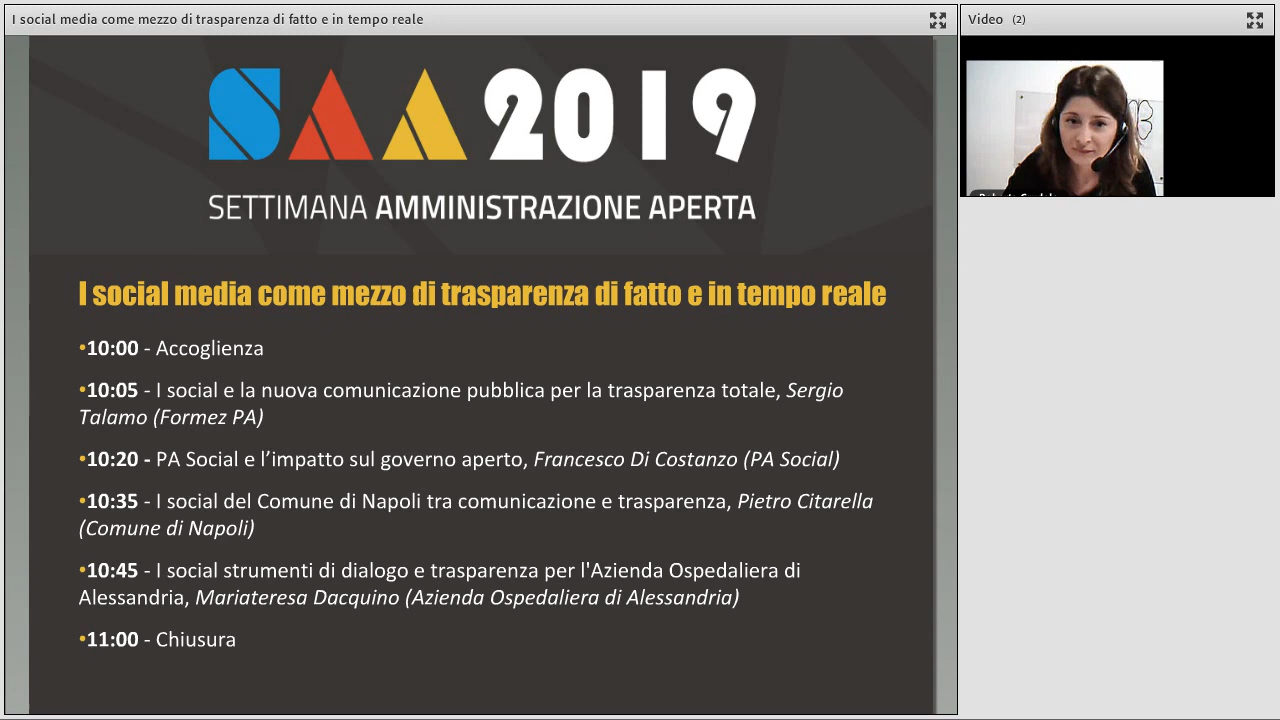 I social media come mezzo di trasparenza di fatto e in tempo reale
Video (2)
SAA 2019
SETTIMANA AMMINISTRAZIONE APERTA
I social media come mezzo di trasparenza di fatto e in tempo reale
•10:00 - Accoglienza
•10:05 - I social e la nuova comunicazione pubblica per la trasparenza totale, Sergio
Talamo (Formez PA)
•10:20 - PA Social e l’impatto sul governo aperto, Francesco Di Costanzo (PA Social)
•10:35 - I social del Comune di Napoli tra comunicazione e trasparenza, Pietro Citarella
(Comune di Napoli)
•10:45 - I social strumenti di dialogo e trasparenza per l'Azienda Ospedaliera di
Alessandria, Mariateresa Dacquino (Azienda Ospedaliera di Alessandria)
•11:00 - Chiusura